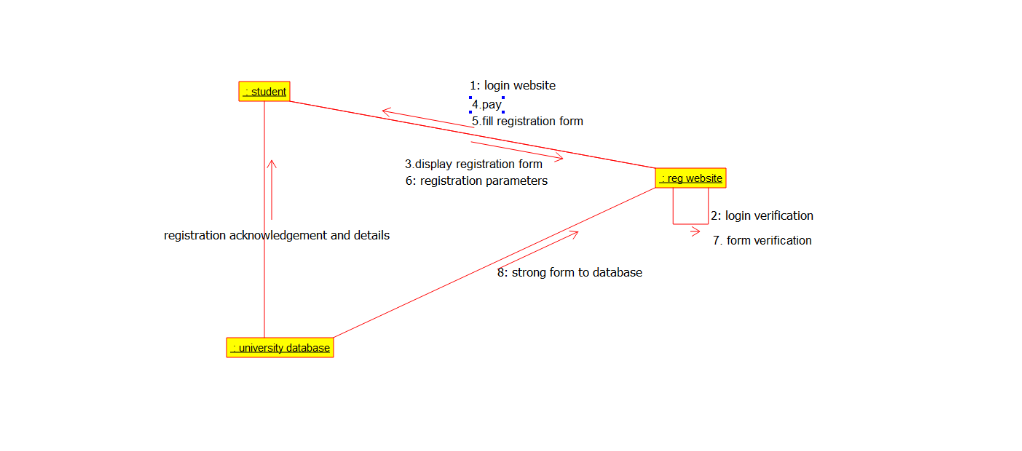 : student
1: login website
4.pay
5.fill registration form
3.display registration form
6: registration parameters
: reg website
2: login verification
7. form verification
registration acknowledgement and details
8: strong form to database
: university database